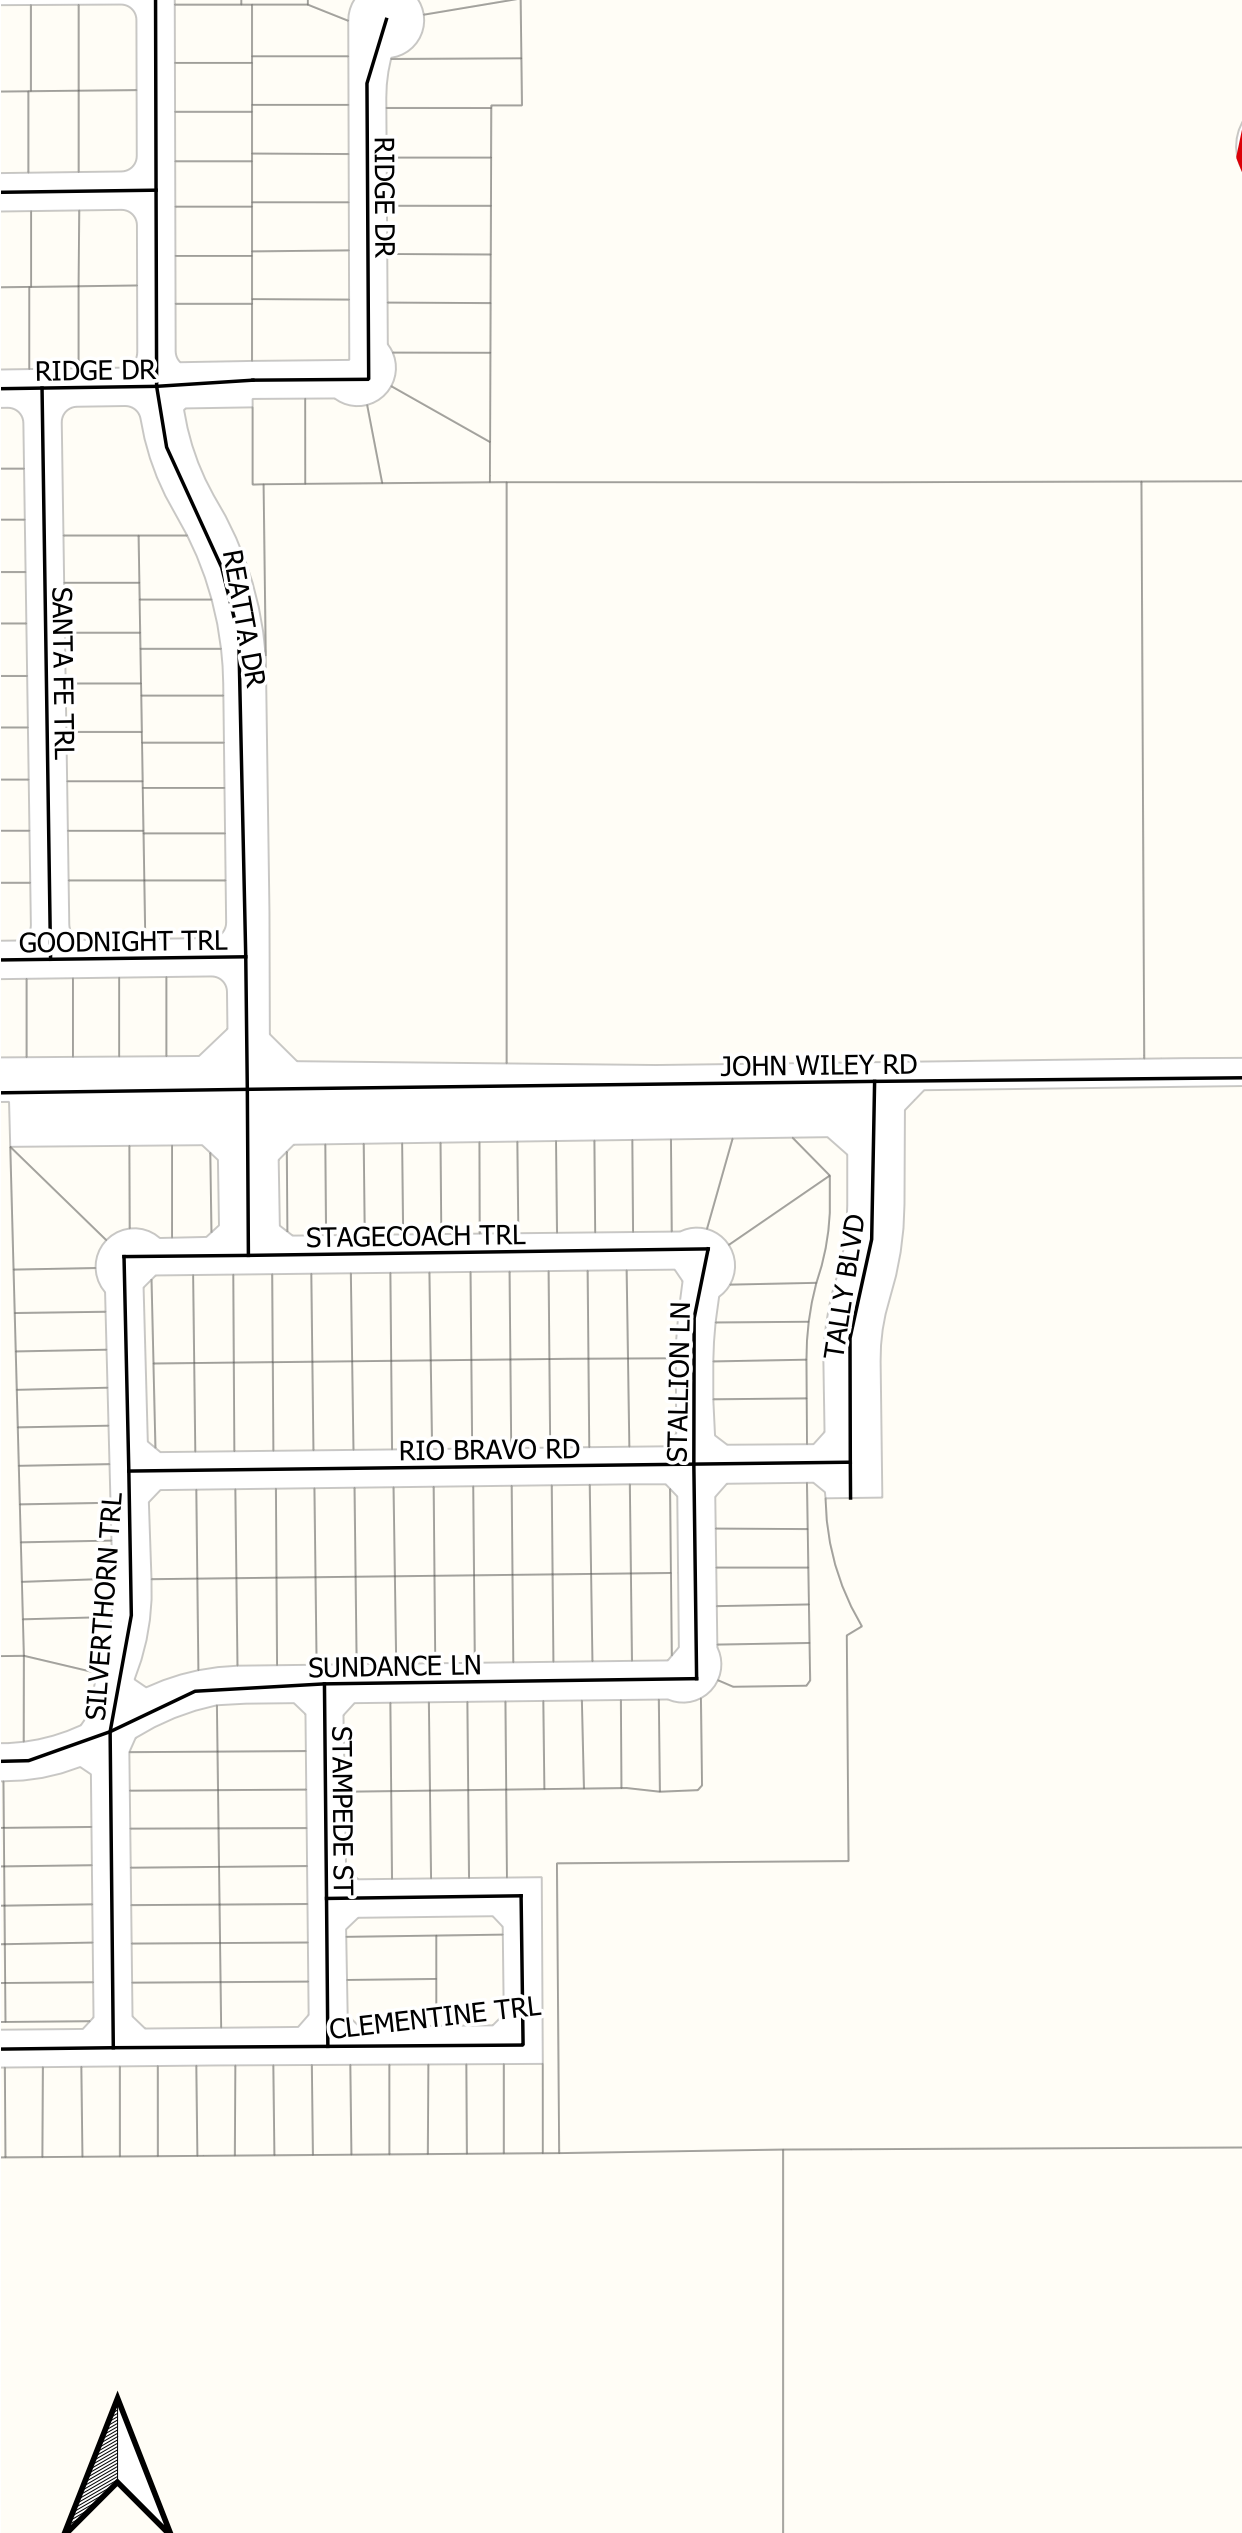 RIDGE DR
RIDGE DR
REATTA DR
SANTA FE TRL
GOODNIGHT TRL
JOHN WILEY RD
STAGECOACH TRL
TALLY BLVD
STALLION LN
RIO BRAVO RD
SILVERTHORN TRL
SUNDANCE LN
STAMPEDE ST
CLEMENTINE TRL